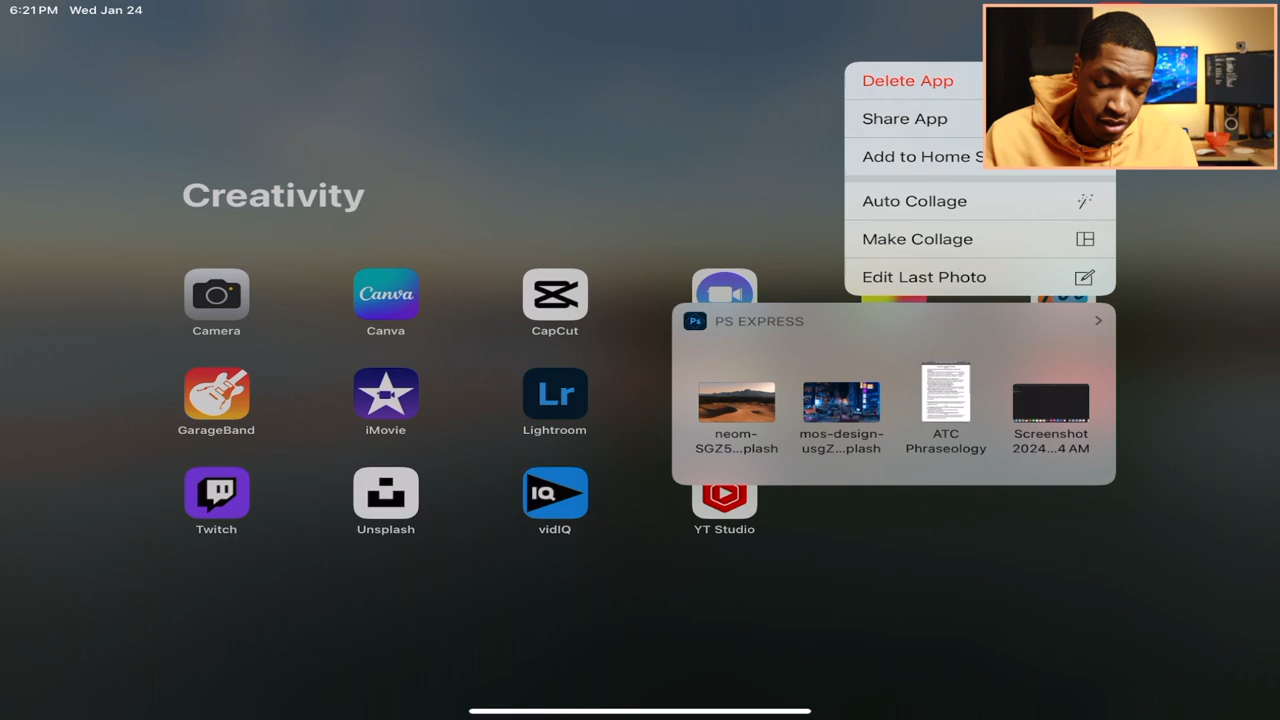 6:21 PM Wed Jan 24
Delete App
Share App
Add to Home S
Creativity
Auto Collage
Make Collage
Edit Last Photo
Canva
Camera
Canva
CapCut
Ps
PS EXPRESS
Lr
GarageBand
iMovie
Lightroom
neom-
SGZ5...plash
mos-design-
usgZ...plash
ATC
Phraseology
Screenshot
2024...4 AM
IQ
Twitch
Unsplash
vidIQ
YT Studio